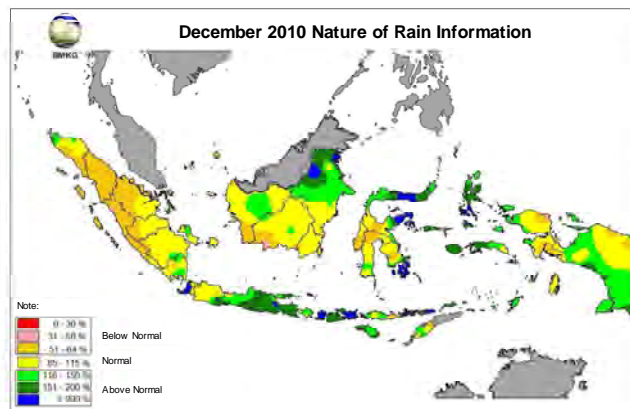 December 2010 Nature of Rain Information
BMKG
Note:
0 - 30 %
31 - 50 %
Below Normal
51 - 84 %
85 - 115 %
Normal
116 - 150 %
151 - 200 %
Above Normal